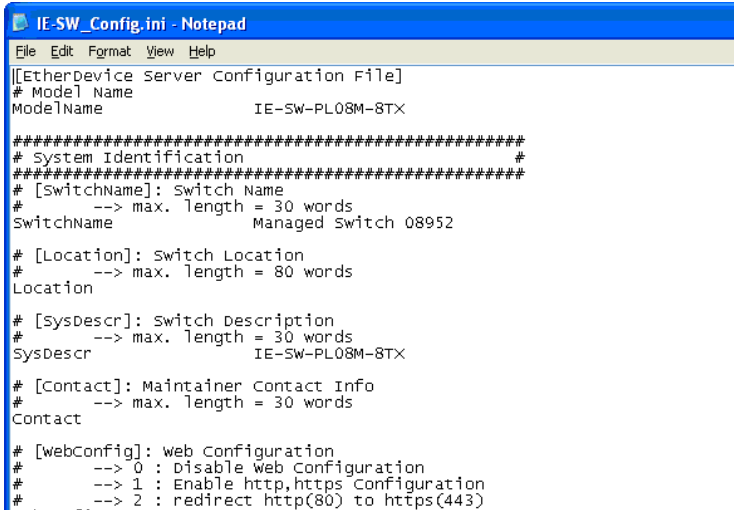 IE-SW_Config.ini - Notepad
File Edit Format View Help
[EtherDevice Server Configuration File]
# Model Name
ModelName IE-SW-PL08M-8TX
###################################################
# System Identification #
###################################################
# [SwitchName]: Switch Name
# --> max. length = 30 words
SwitchName Managed Switch 08952
# [Location]: Switch Location
# --> max. length = 80 words
Location
# [SysDescr]: Switch Description
# --> max. length = 30 words
SysDescr IE-SW-PL08M-8TX
# [Contact]: Maintainer Contact Info
# --> max. length = 30 words
Contact
# [WebConfig]: Web Configuration
# --> 0 : Disable Web Configuration
# --> 1 : Enable http,https Configuration
# --> 2 : redirect http(80) to https(443)